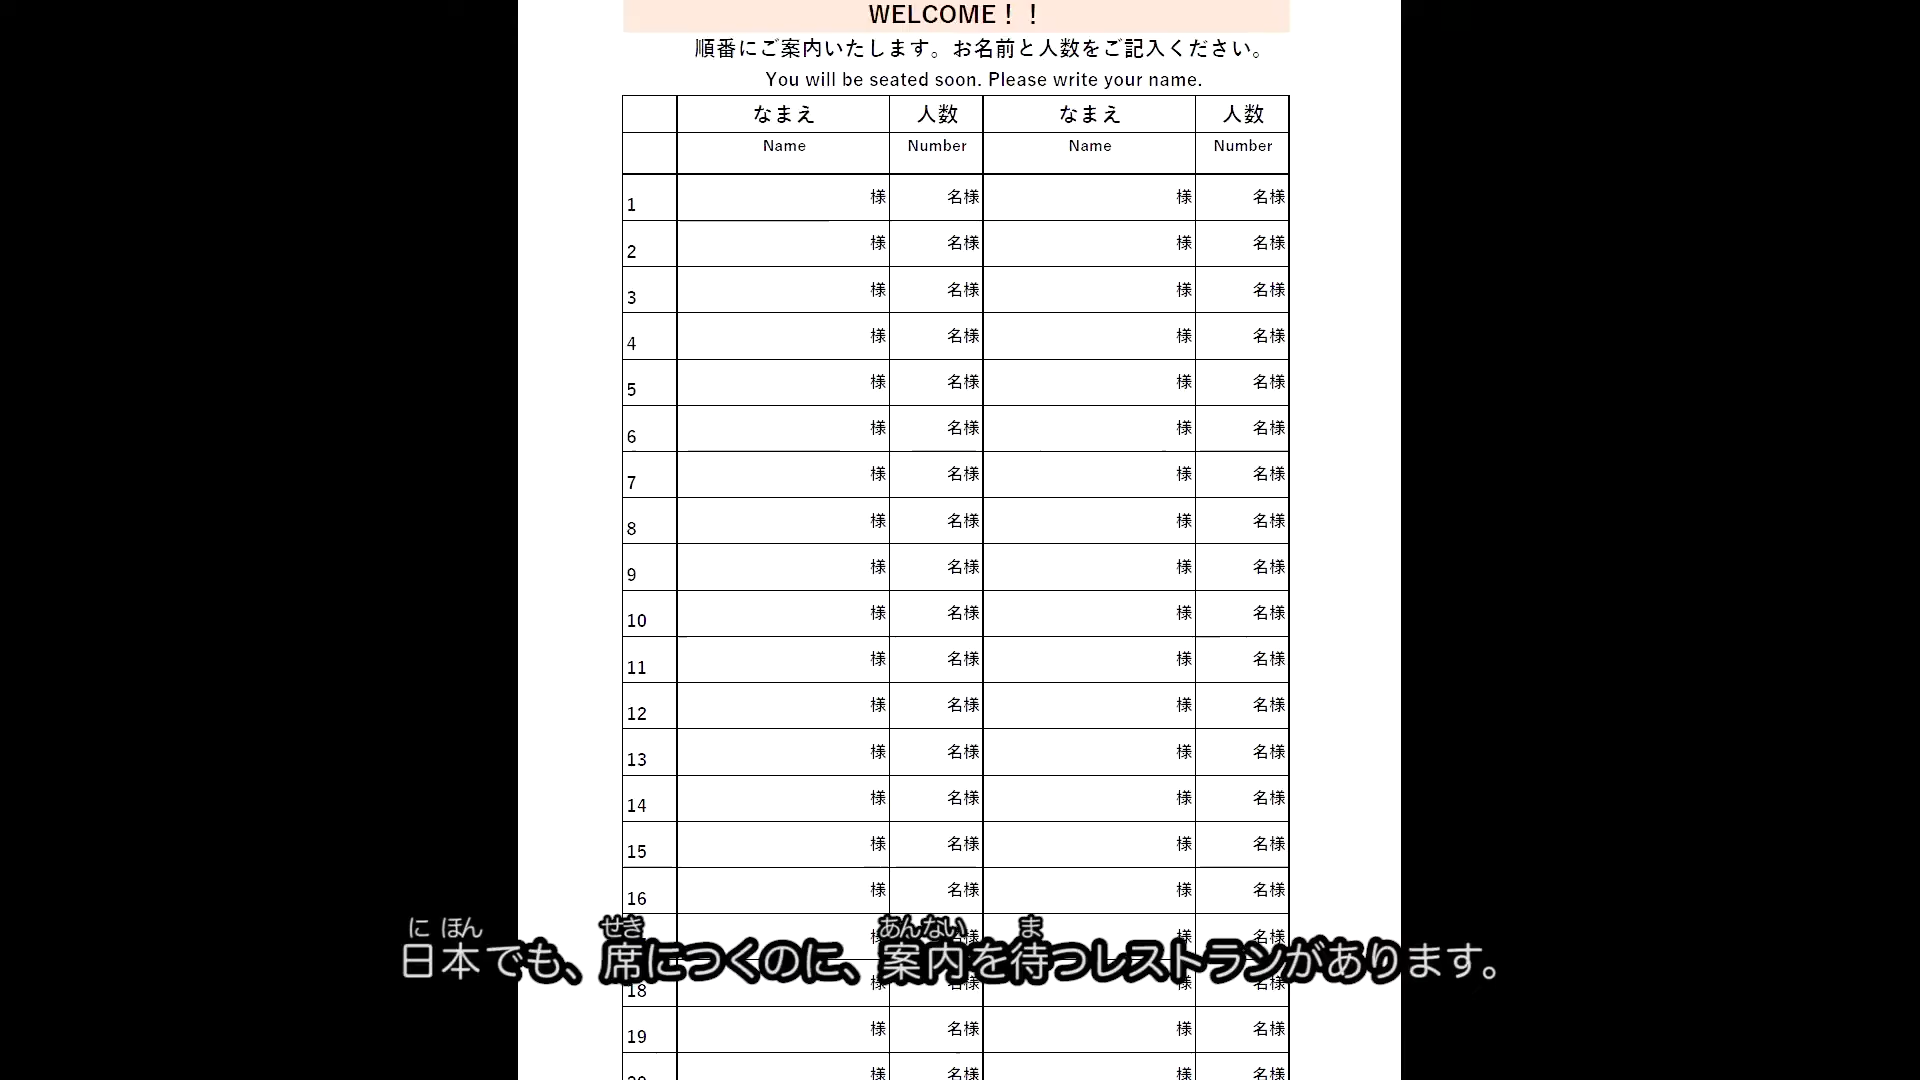 WELCOME！！
順番にご案内いたします。お名前と人数をご記入ください。
You will be seated soon. Please write your name.
なまえ 人数 なまえ 人数
Name Number Name Number
1 様 名様 様 名様
2 様 名様 様 名様
3 様 名様 様 名様
4 様 名様 様 名様
5 様 名様 様 名様
6 様 名様 様 名様
7 様 名様 様 名様
8 様 名様 様 名様
9 様 名様 様 名様
10 様 名様 様 名様
11 様 名様 様 名様
12 様 名様 様 名様
13 様 名様 様 名様
14 様 名様 様 名様
15 様 名様 様 名様
16 様 名様 様 名様
様 名様 様 名様
18 様 名様 様 名様
19 様 名様 様 名様
様 名様 様 名様
に ほん せき あんない ま
日本でも、席につくのに、案内を待つレストランがあります。